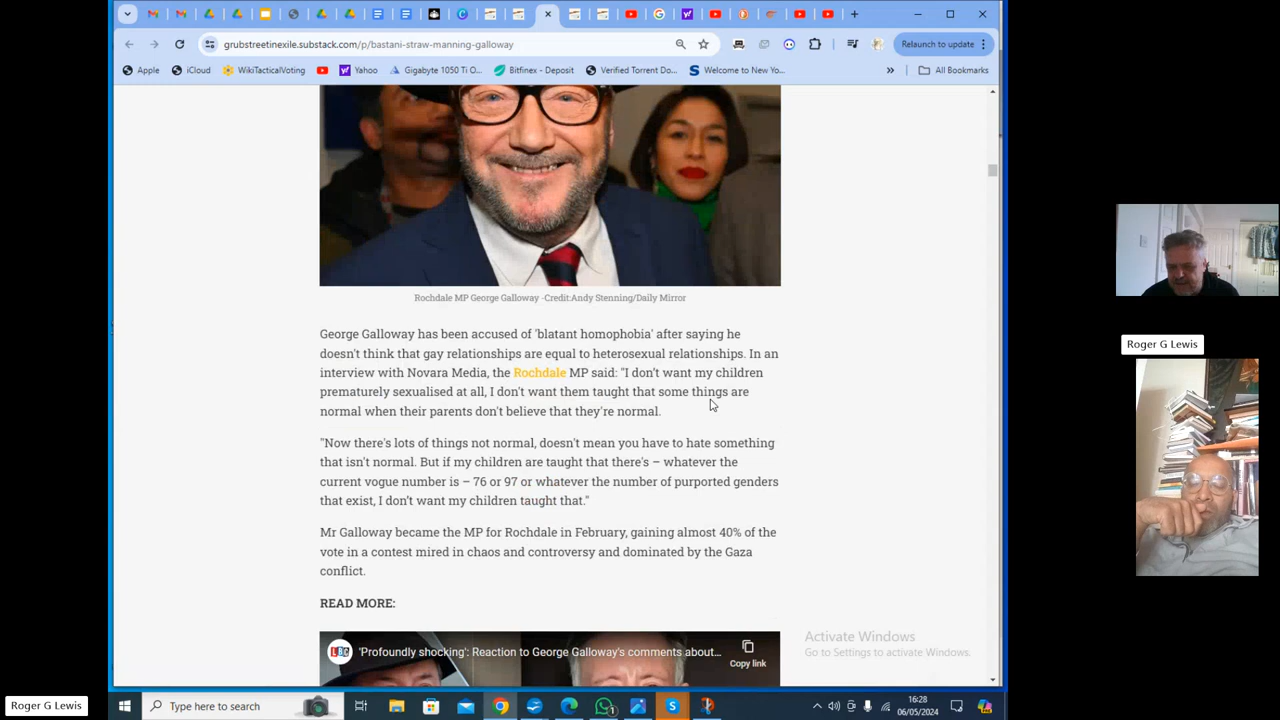 grubstreetinexile.substack.com/p/bastani-straw-manning-galloway
Relaunch to update
Apple
iCloud
WikiTacticalVoting
Yahoo
Gigabyte 1050 Ti O...
Bitfinex - Deposit
Verified Torrent Do...
Welcome to New Yo...
»
All Bookmarks
Rochdale MP George Galloway -Credit:Andy Stenning/Daily Mirror
George Galloway has been accused of 'blatant homophobia' after saying he
doesn't think that gay relationships are equal to heterosexual relationships. In an
interview with Novara Media, the Rochdale MP said: "I don't want my children
prematurely sexualised at all, I don't want them taught that some things are
normal when their parents don't believe that they're normal.
"Now there's lots of things not normal, doesn't mean you have to hate something
that isn't normal. But if my children are taught that there's – whatever the
current vogue number is – 76 or 97 or whatever the number of purported genders
that exist, I don't want my children taught that."
Mr Galloway became the MP for Rochdale in February, gaining almost 40% of the
vote in a contest mired in chaos and controversy and dominated by the Gaza
conflict.
READ MORE:
LBC
'Profoundly shocking': Reaction to George Galloway's comments about...
Copy link
Activate Windows
Go to Settings to activate Windows.
Roger G Lewis
Roger G Lewis
Type here to search
16:28
06/05/2024